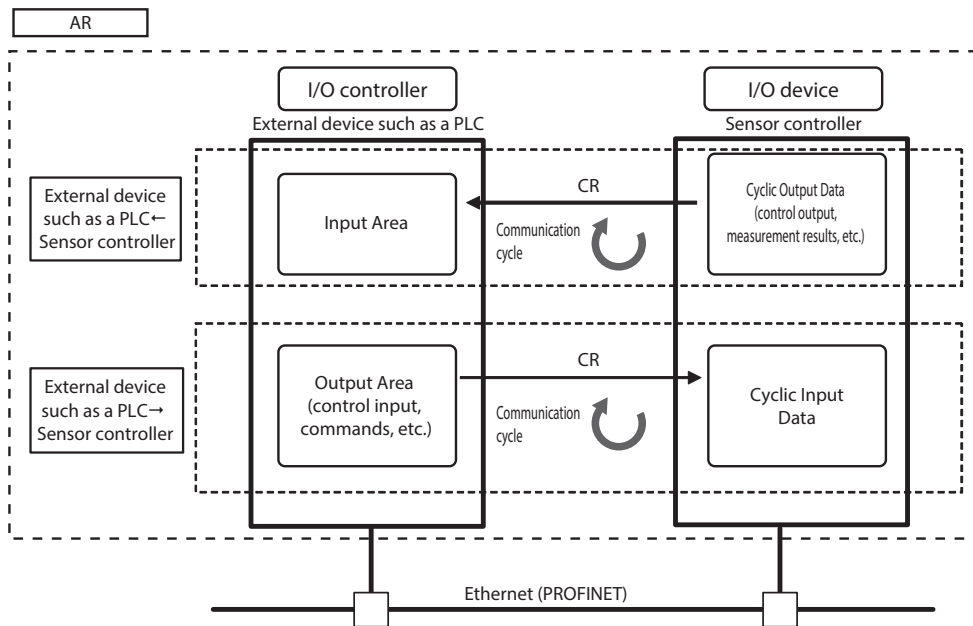 AR
I/O controller
I/O device
External device such as a PLC
Sensor controller
External device
such as a PLC←
Sensor controller
Input Area
CR
Communication
cycle
Cyclic Output Data
(control output,
measurement results, etc.)
External device
such as a PLC→
Sensor controller
Output Area
(control input,
commands, etc.)
CR
Communication
cycle
Cyclic Input
Data
Ethernet (PROFINET)